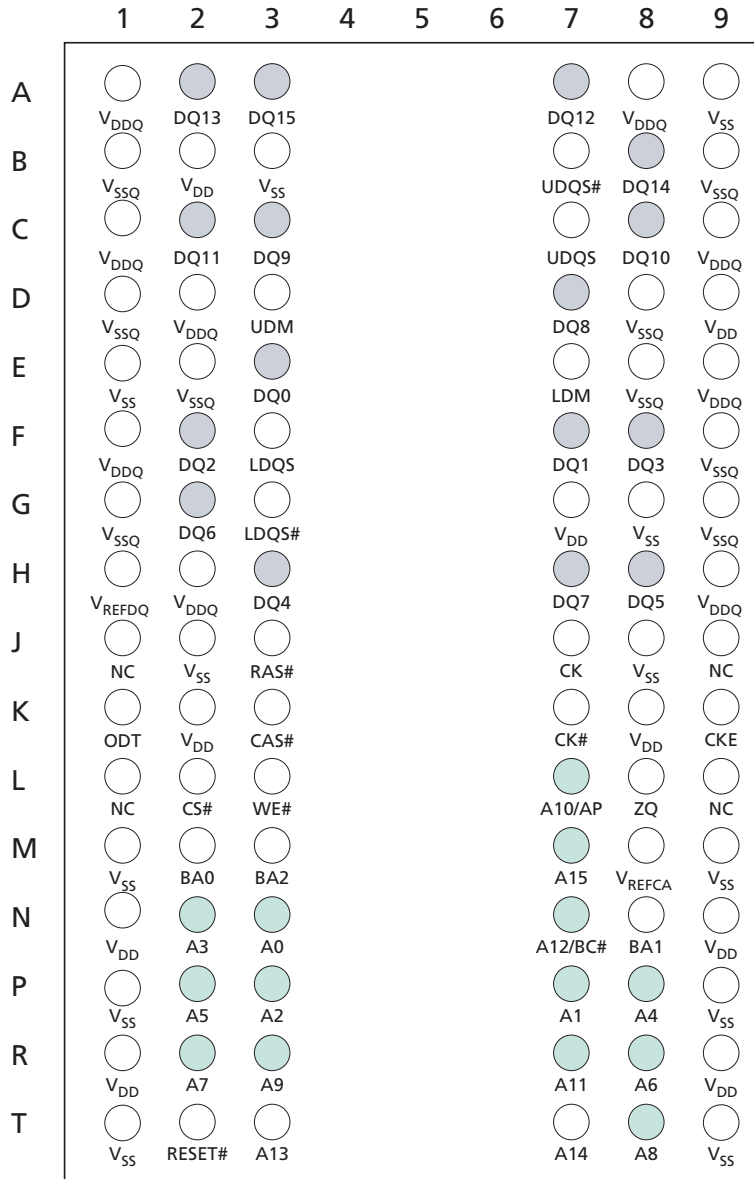 1 2 3 4 5 6 7 8 9
A
VDDQ DQ13 DQ15 DQ12 VDDQ VSS
B
VSSQ VDD VSS UDQS# DQ14 VSSQ
C
VDDQ DQ11 DQ9 UDQS DQ10 VDDQ
D
VSSQ VDDQ UDM DQ8 VSSQ VDD
E
VSS VSSQ DQ0 LDM VSSQ VDDQ
F
VDDQ DQ2 LDQS DQ1 DQ3 VSSQ
G
VSSQ DQ6 LDQS# VDD VSS VSSQ
H
VREFDQ VDDQ DQ4 DQ7 DQ5 VDDQ
J
NC VSS RAS# CK VSS NC
K
ODT VDD CAS# CK# VDD CKE
L
NC CS# WE# A10/AP ZQ NC
M
VSS BA0 BA2 A15 VREFCA VSS
N
VDD A3 A0 A12/BC# BA1 VDD
P
VSS A5 A2 A1 A4 VSS
R
VDD A7 A9 A11 A6 VDD
T
VSS RESET# A13 A14 A8 VSS